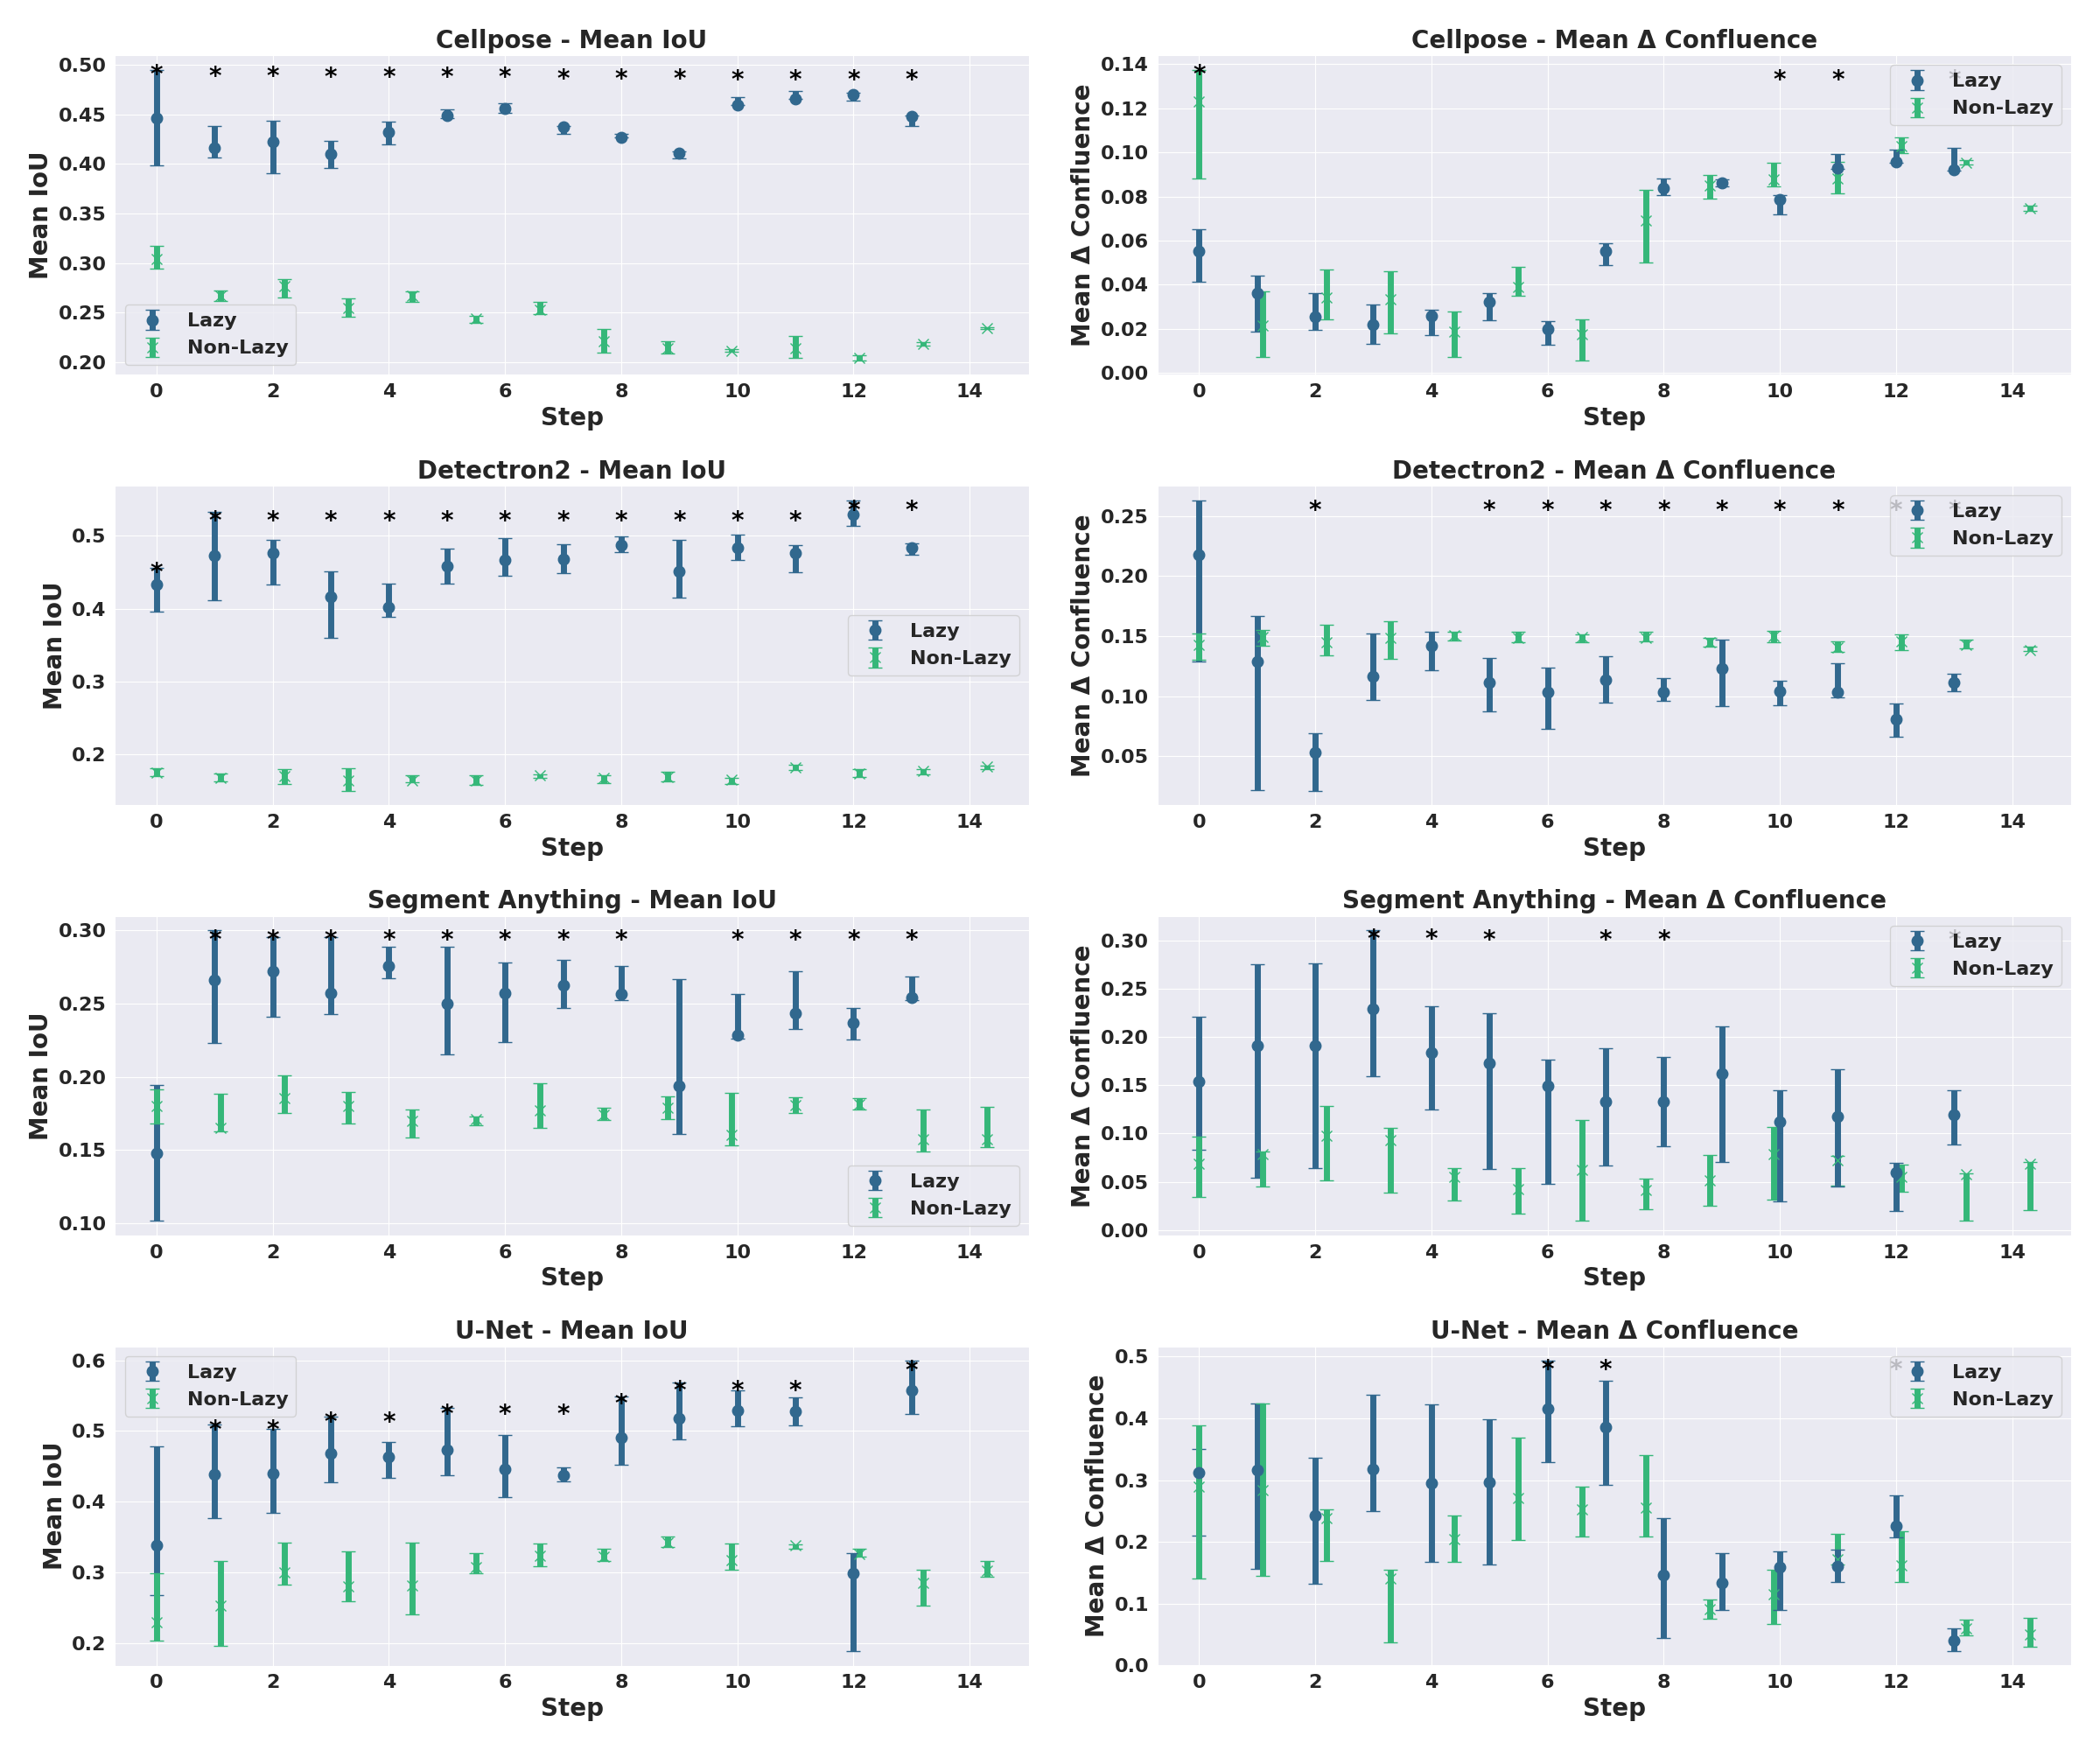 Cellpose - Mean IoU
Mean IoU
0.50
0.45
0.40
0.35
0.30
0.25
0.20
* * * * * * * * * * * * * *
Lazy
Non-Lazy
0 2 4 6 8 10 12 14
Step
Cellpose - Mean Δ Confluence
Mean Δ Confluence
0.14
0.12
0.10
0.08
0.06
0.04
0.02
0.00
* * * *
Lazy
Non-Lazy
0 2 4 6 8 10 12 14
Step
Detectron2 - Mean IoU
Mean IoU
0.5
0.4
0.3
0.2
* * * * * * * * * * * * * *
Lazy
Non-Lazy
0 2 4 6 8 10 12 14
Step
Detectron2 - Mean Δ Confluence
Mean Δ Confluence
0.25
0.20
0.15
0.10
0.05
* * * * * * * * * *
Lazy
Non-Lazy
0 2 4 6 8 10 12 14
Step
Segment Anything - Mean IoU
Mean IoU
0.30
0.25
0.20
0.15
0.10
* * * * * * * * * * * *
Lazy
Non-Lazy
0 2 4 6 8 10 12 14
Step
Segment Anything - Mean Δ Confluence
Mean Δ Confluence
0.30
0.25
0.20
0.15
0.10
0.05
0.00
* * * * * *
Lazy
Non-Lazy
0 2 4 6 8 10 12 14
Step
U-Net - Mean IoU
Mean IoU
0.6
0.5
0.4
0.3
0.2
* * * * * * * * * * * *
Lazy
Non-Lazy
0 2 4 6 8 10 12 14
Step
U-Net - Mean Δ Confluence
Mean Δ Confluence
0.5
0.4
0.3
0.2
0.1
0.0
* * *
Lazy
Non-Lazy
0 2 4 6 8 10 12 14
Step